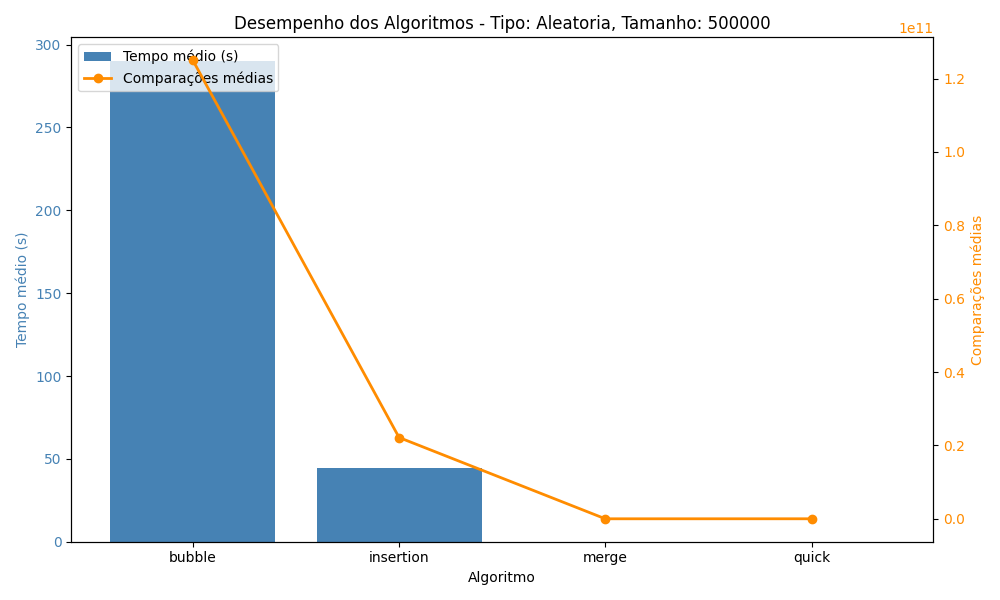 Desempenho dos Algoritmos - Tipo: Aleatoria, Tamanho: 500000
1e11
Tempo médio (s)
Comparações médias
300
250
200
150
100
50
0
Tempo médio (s)
1.2
1.0
0.8
0.6
0.4
0.2
0.0
Comparações médias
bubble insertion merge quick
Algoritmo